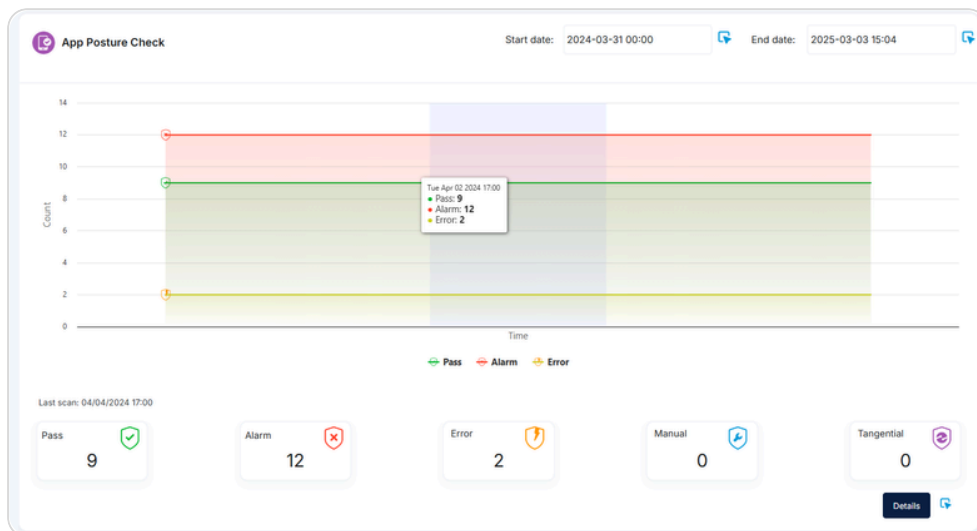 App Posture Check
Start date: 2024-03-31 00:00 End date: 2025-03-03 15:04
14
12
10
8
6
4
2
0
Count
Tue Apr 02 2024 17:00
Pass: 9
Alarm: 12
Error: 2
Time
Pass Alarm Error
Last scan: 04/04/2024 17:00
Pass Alarm Error Manual Tangential
9 12 2 0 0
Details